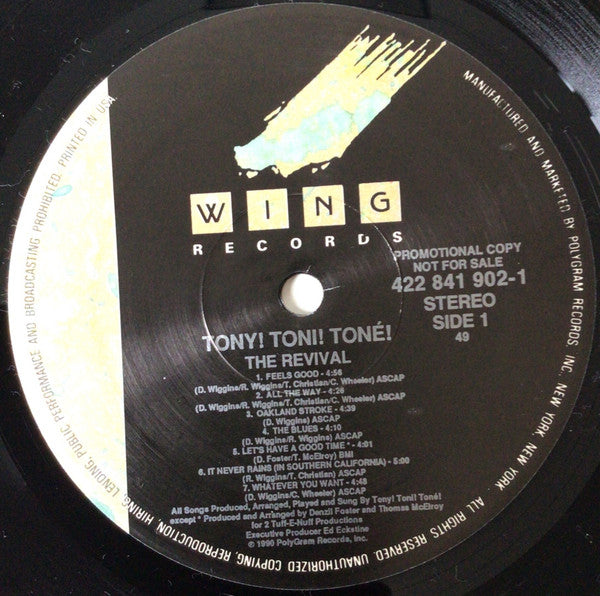 WING
RECORDS
PROMOTIONAL COPY
NOT FOR SALE
422 841 902-1
STEREO
SIDE 1
49
TONY! TONI! TONÉ!
THE REVIVAL
1. FEELS GOOD - 4:56
(D. Wiggins/R. Wiggins/T. Christian/C. Wheeler) ASCAP
2. ALL THE WAY - 4:26
(D. Wiggins/R. Wiggins/T. Christian/C. Wheeler) ASCAP
3. OAKLAND STROKE - 4:39
(D. Wiggins) ASCAP
4. THE BLUES - 4:10
(D. Wiggins/R. Wiggins) ASCAP
5. LET'S HAVE A GOOD TIME * - 4:01
(D. Foster/T. McElroy) BMI
6. IT NEVER RAINS (IN SOUTHERN CALIFORNIA) - 5:00
(R. Wiggins/T. Christian) ASCAP
7. WHATEVER YOU WANT - 4:48
(D. Wiggins/C. Wheeler) ASCAP
All Songs Produced, Arranged, Played and Sung By Tony! Toni! Toné!
except * Produced and Arranged by Denzil Foster and Thomas McElroy
for 2 Tuff-E-Nuff Productions
Executive Producer Ed Eckstine
© 1990 PolyGram Records, Inc.
MANUFACTURED AND MARKETED BY POLYGRAM RECORDS, INC. NEW YORK, NEW YORK. ALL RIGHTS RESERVED. UNAUTHORIZED COPYING, REPRODUCTION, HIRING, LENDING, PUBLIC PERFORMANCE AND BROADCASTING PROHIBITED. PRINTED IN USA